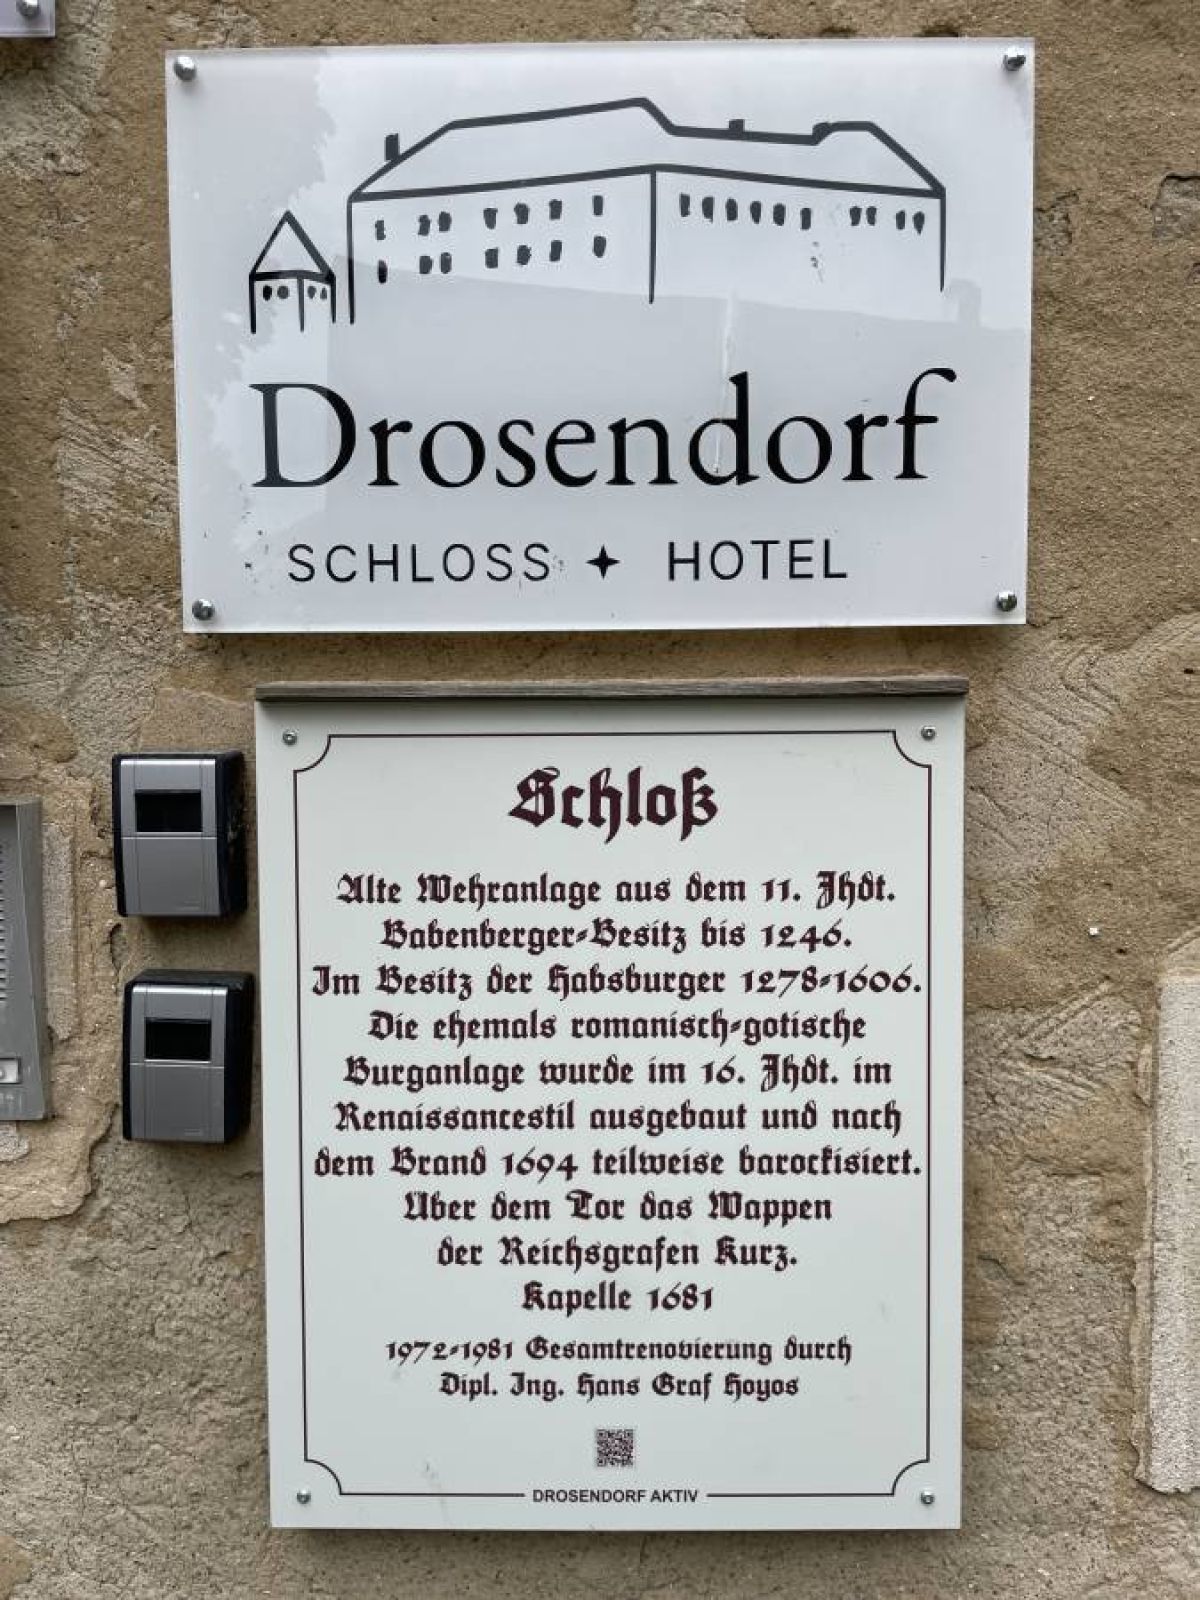 Drosendorf
SCHLOSS ✦ HOTEL
Schloß
Alte Wehranlage aus dem 11. Jhdt.
Babenberger-Besitz bis 1246.
Im Besitz der Habsburger 1278-1606.
Die ehemals romanisch-gotische
Burganlage wurde im 16. Jhdt. im
Renaissancestil ausgebaut und nach
dem Brand 1694 teilweise barockisiert.
Über dem Tor das Wappen
der Reichsgrafen Kurz.
Kapelle 1681
1972-1981 Gesamtrenovierung durch
Dipl. Ing. Hans Graf Hoyos
DROSENDORF AKTIV